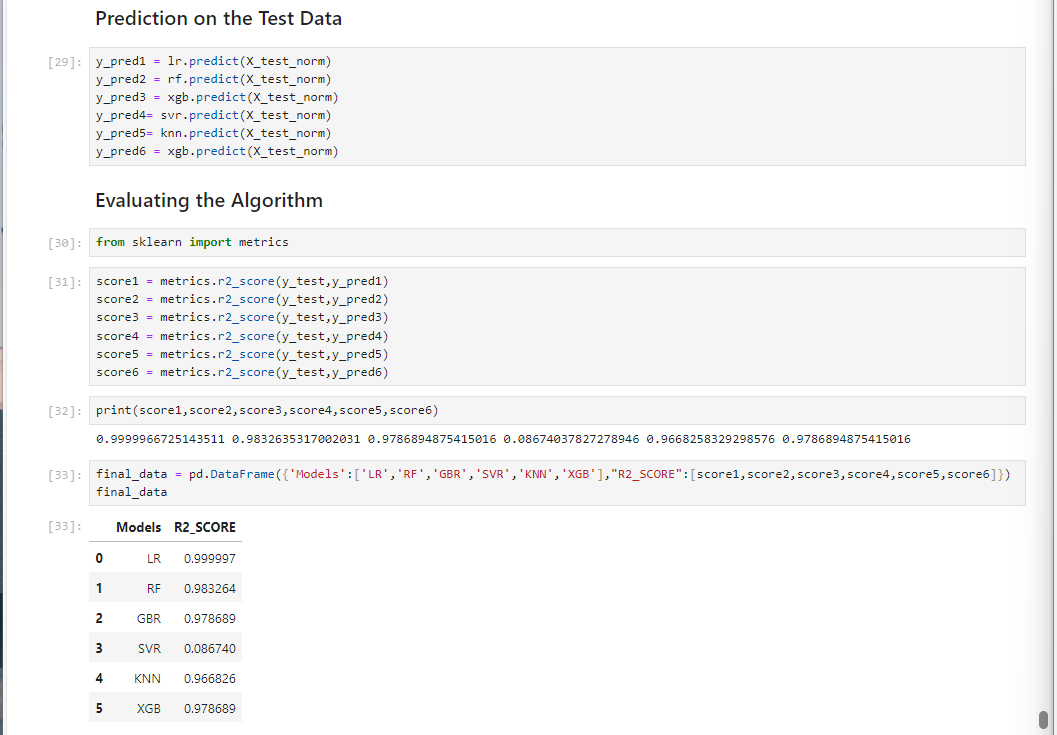 Prediction on the Test Data
[29]:
y_pred1 = lr.predict(X_test_norm)
y_pred2 = rf.predict(X_test_norm)
y_pred3 = xgb.predict(X_test_norm)
y_pred4= svr.predict(X_test_norm)
y_pred5= knn.predict(X_test_norm)
y_pred6 = xgb.predict(X_test_norm)
Evaluating the Algorithm
[30]: from sklearn import metrics
[31]:
score1 = metrics.r2_score(y_test,y_pred1)
score2 = metrics.r2_score(y_test,y_pred2)
score3 = metrics.r2_score(y_test,y_pred3)
score4 = metrics.r2_score(y_test,y_pred4)
score5 = metrics.r2_score(y_test,y_pred5)
score6 = metrics.r2_score(y_test,y_pred6)
[32]: print(score1,score2,score3,score4,score5,score6)
0.9999966725143511 0.9832635317002031 0.9786894875415016 0.08674037827278946 0.9668258329298576 0.9786894875415016
[33]: final_data = pd.DataFrame({'Models':['LR','RF','GBR','SVR','KNN','XGB'],"R2_SCORE":[score1,score2,score3,score4,score5,score6]})
final_data
[33]: Models R2_SCORE
0 LR 0.999997
1 RF 0.983264
2 GBR 0.978689
3 SVR 0.086740
4 KNN 0.966826
5 XGB 0.978689